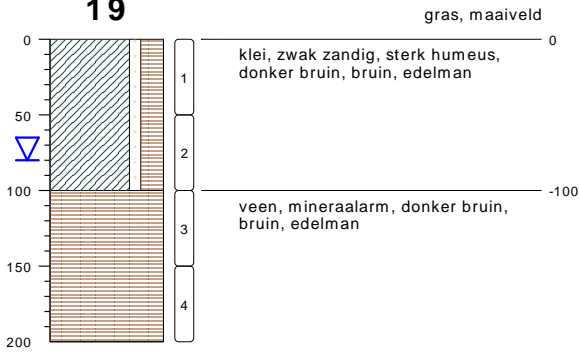 19
gras, maaiveld
0
0
klei, zwak zandig, sterk humeus,
donker bruin, bruin, edelman
1
50
2
100
-100
veen, mineraalarm, donker bruin,
bruin, edelman
3
150
4
200